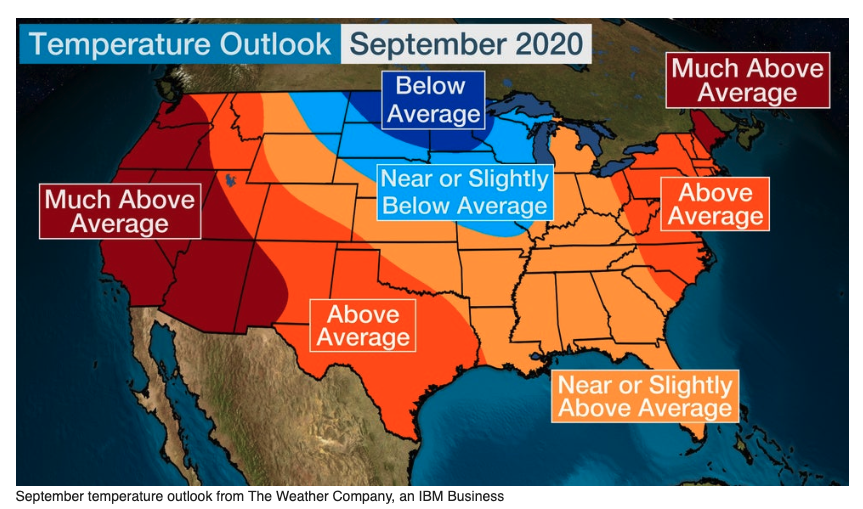 Temperature Outlook September 2020
Below
Average
Much Above
Average
Near or Slightly
Below Average
Much Above
Average
Above
Average
Above
Average
Near or Slightly
Above Average
September temperature outlook from The Weather Company, an IBM Business